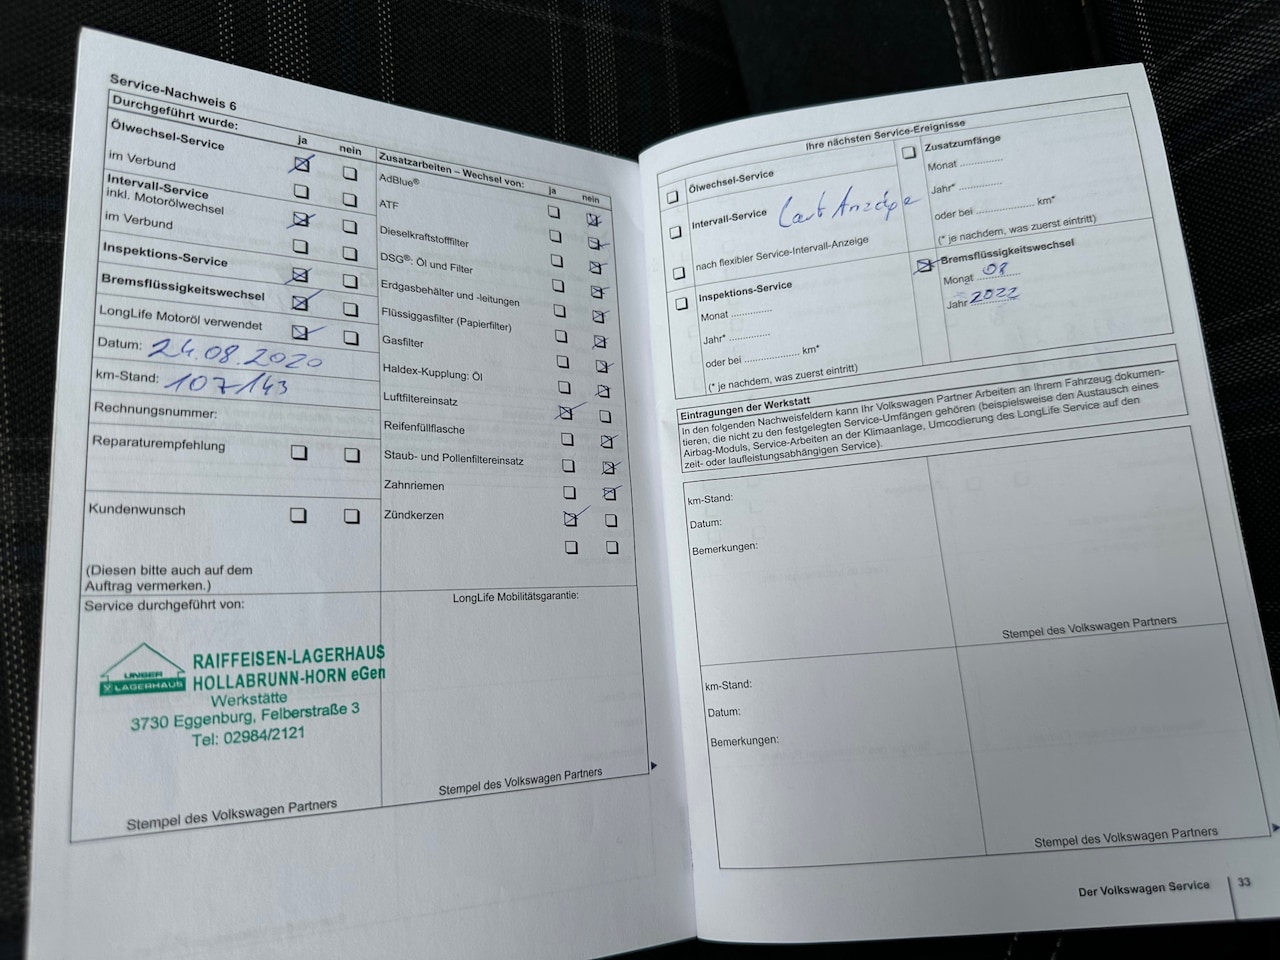 Service-Nachweis 6
Durchgeführt wurde:
ja
nein
Ölwechsel-Service
im Verbund
Intervall-Service
inkl. Motorölwechsel
im Verbund
Inspektions-Service
Bremsflüssigkeitswechsel
LongLife Motoröl verwendet
Datum: 24.08.2020
km-Stand: 107143
Rechnungsnummer:
Reparaturempfehlung
Kundenwunsch
(Diesen bitte auch auf dem
Auftrag vermerken.)
Zusatzarbeiten – Wechsel von:
ja
nein
AdBlue®
ATF
Dieselkraftstofffilter
DSG®: Öl und Filter
Erdgasbehälter und -leitungen
Flüssiggasfilter (Papierfilter)
Gasfilter
Haldex-Kupplung: Öl
Luftfiltereinsatz
Reifenfüllflasche
Staub- und Pollenfiltereinsatz
Zahnriemen
Zündkerzen
Service durchgeführt von:
UNSER
LAGERHAUS
RAIFFEISEN-LAGERHAUS
HOLLABRUNN-HORN eGen
Werkstätte
3730 Eggenburg, Felberstraße 3
Tel: 02984/2121
Stempel des Volkswagen Partners
LongLife Mobilitätsgarantie:
Stempel des Volkswagen Partners
Ihre nächsten Service-Ereignisse
Ölwechsel-Service
Intervall-Service Laut Anzeige
nach flexibler Service-Intervall-Anzeige
Inspektions-Service
Monat ..............
Jahr* ..............
oder bei .................... km*
(* je nachdem, was zuerst eintritt)
Zusatzumfänge
Monat ..............
Jahr* ..............
oder bei .................... km*
(* je nachdem, was zuerst eintritt)
Bremsflüssigkeitswechsel
Monat 08
Jahr 2022
Eintragungen der Werkstatt
In den folgenden Nachweisfeldern kann Ihr Volkswagen Partner Arbeiten an Ihrem Fahrzeug dokumen-
tieren, die nicht zu den festgelegten Service-Umfängen gehören (beispielsweise den Austausch eines
Airbag-Moduls, Service-Arbeiten an der Klimaanlage, Umcodierung des LongLife Service auf den
zeit- oder laufleistungsabhängigen Service).
km-Stand:
Datum:
Bemerkungen:
Stempel des Volkswagen Partners
km-Stand:
Datum:
Bemerkungen:
Stempel des Volkswagen Partners
Der Volkswagen Service
33